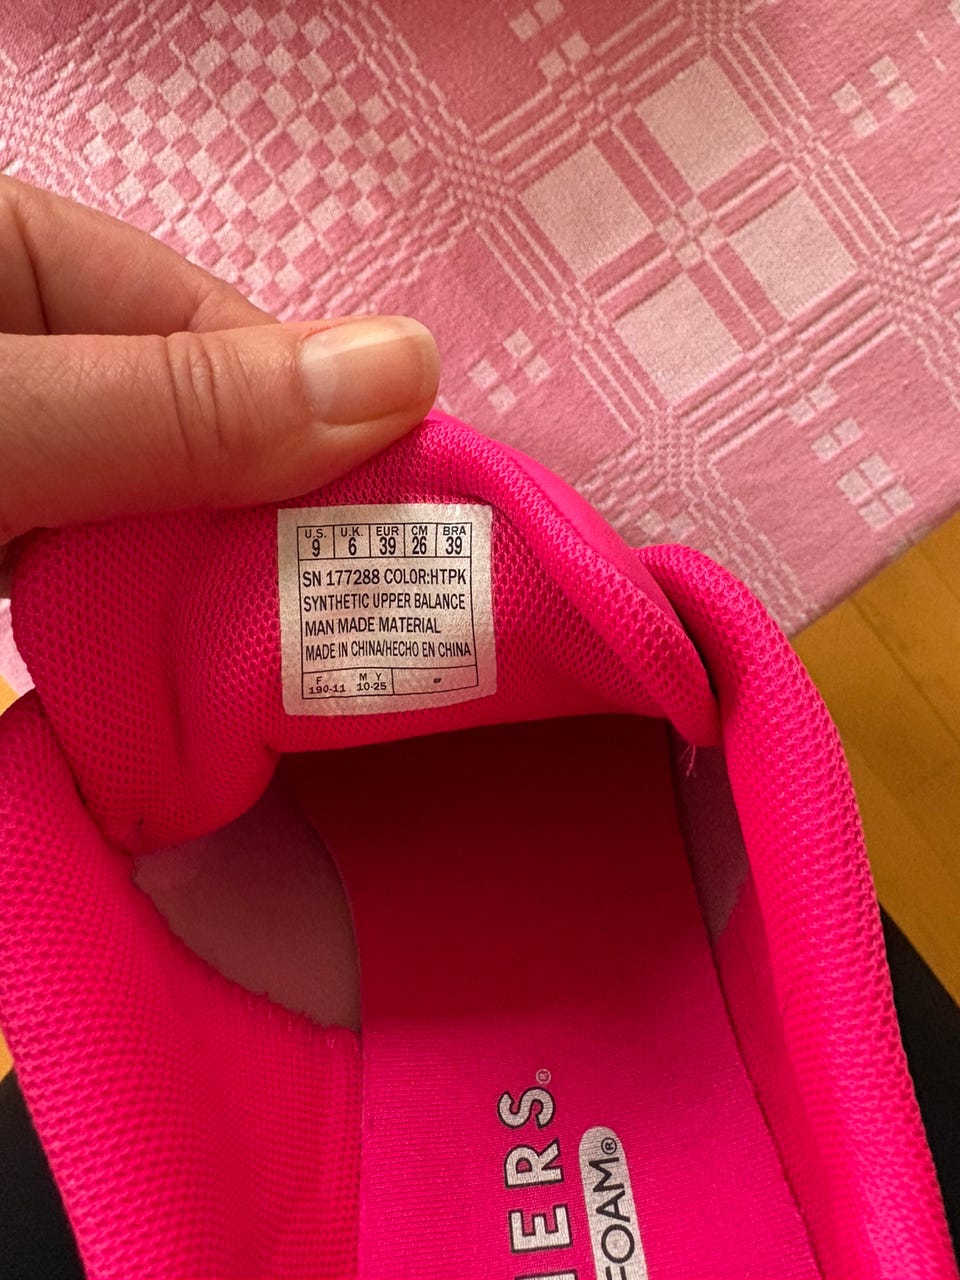 U.S. U.K. EUR CM BRA
9 6 39 26 39
SN 177288 COLOR:HTPK
SYNTHETIC UPPER BALANCE
MAN MADE MATERIAL
MADE IN CHINA/HECHO EN CHINA
F M Y
190-11 10-25
ERS®
FOAM®